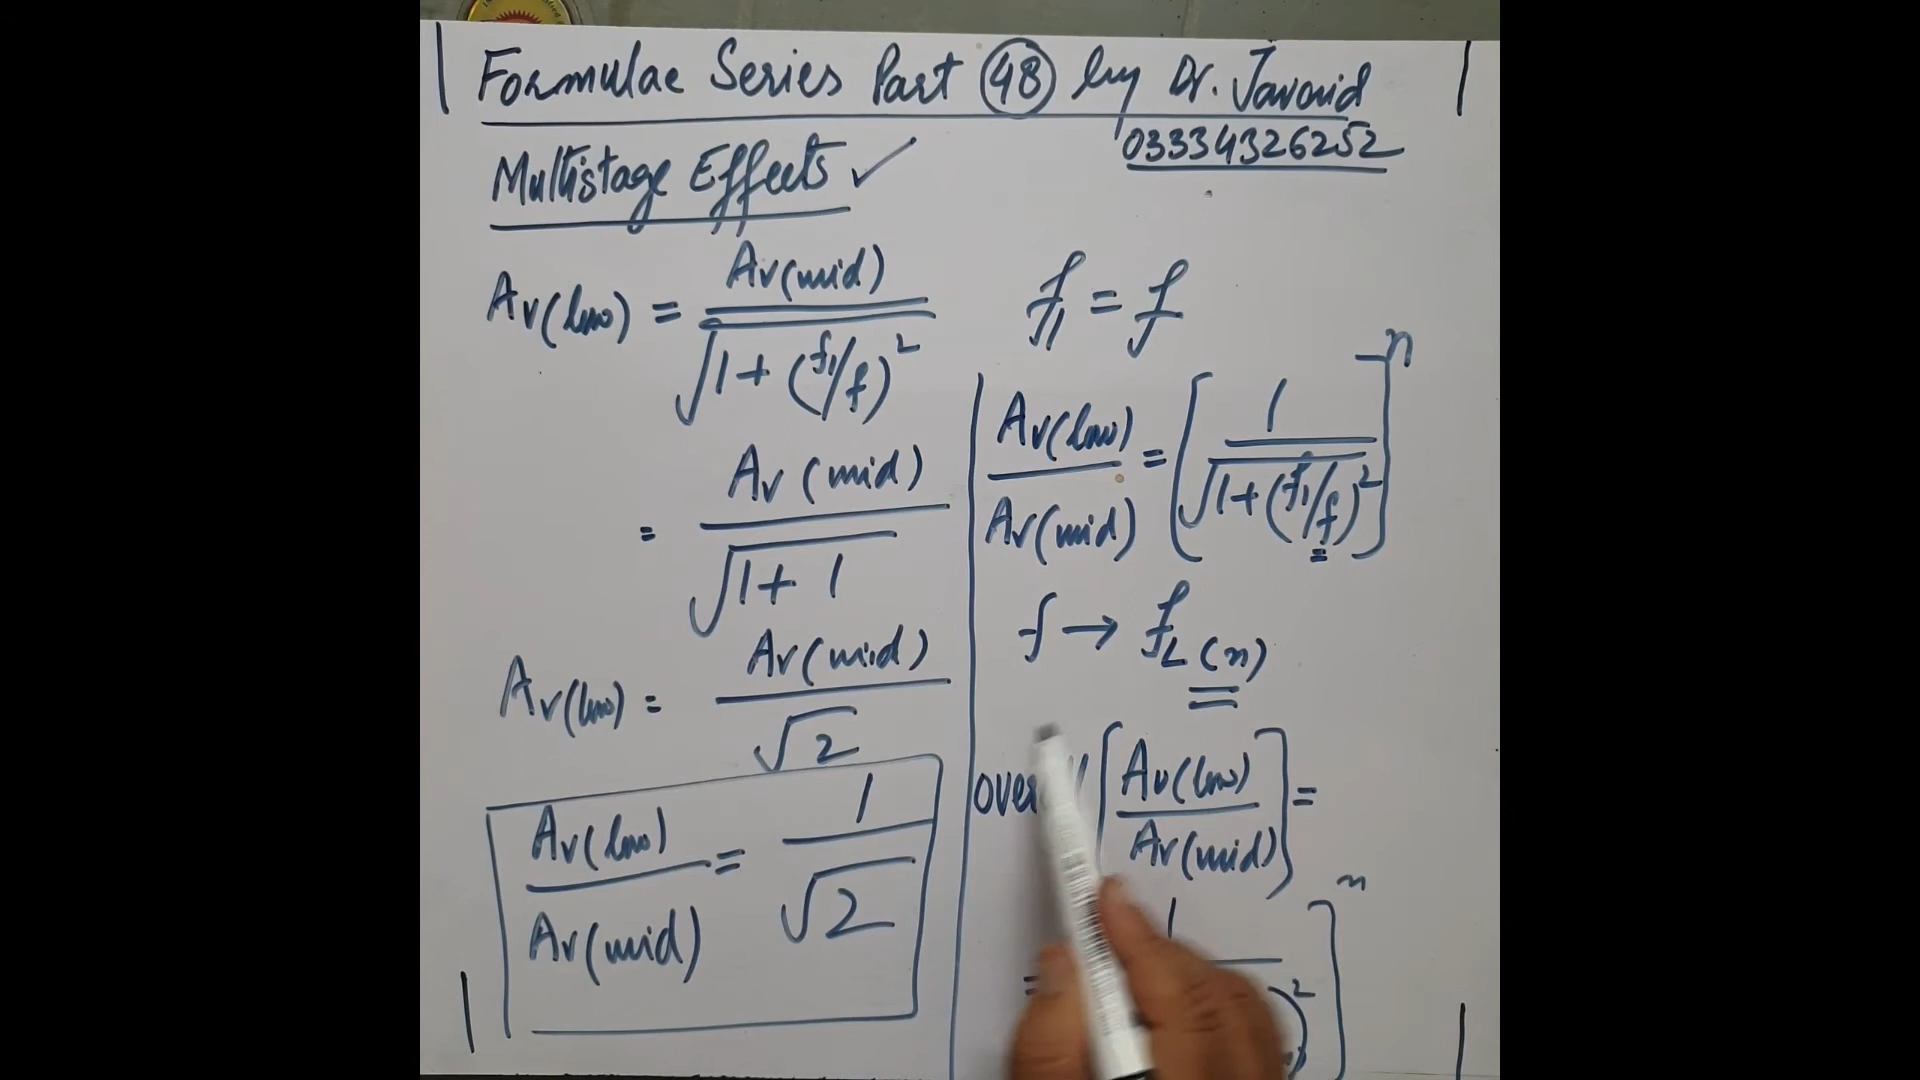 Formulae Series Part 48 by Dr. Javaid
03334326252
Multistage Effects ✓
Av(low) = Av(mid) / √1 + (f1/f)²
= Av (mid) / √1 + 1
Av(low) = Av(mid) / √2
Av(low) / Av(mid) = 1 / √2
f1 = f
Av(low) / Av(mid) = [1 / √1 + (f1/f)²]ⁿ
f → fL(n)
[Av(low) / Av(mid)] =
= 1 )² ]ⁿ